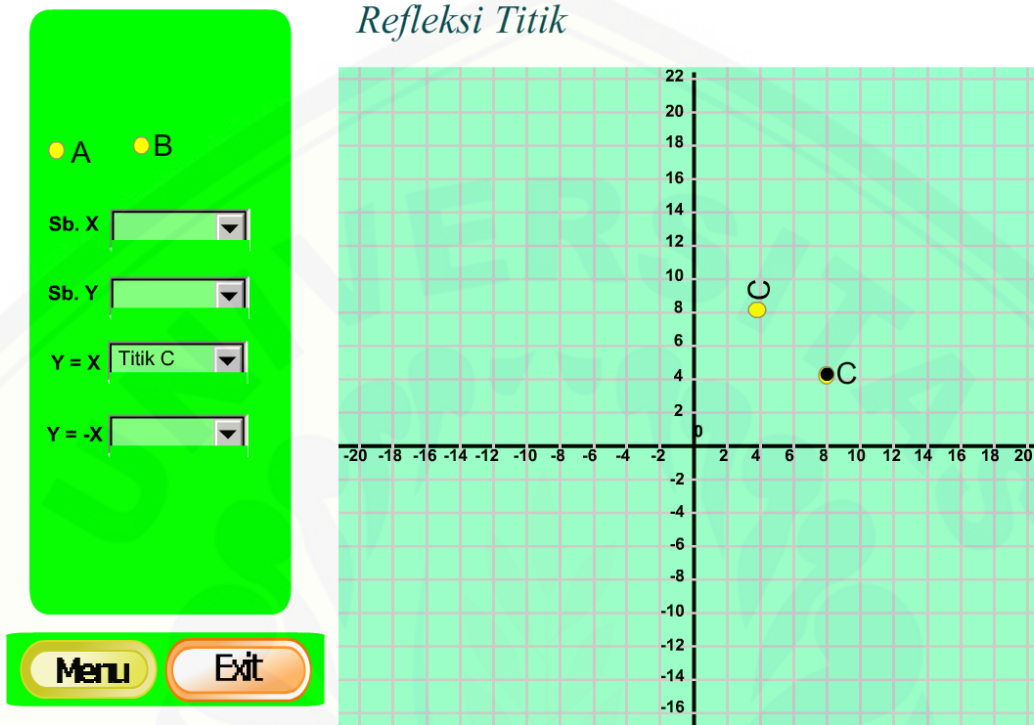 Refleksi Titik
A
B
Sb. X
Sb. Y
Y = X Titik C
Y = -X
Menu
Exit
22
20
18
16
14
12
10
8
6
4
2
0
-20 -18 -16 -14 -12 -10 -8 -6 -4 -2 2 4 6 8 10 12 14 16 18 20
-2
-4
-6
-8
-10
-12
-14
-16
C
C
UNIVERSITAS